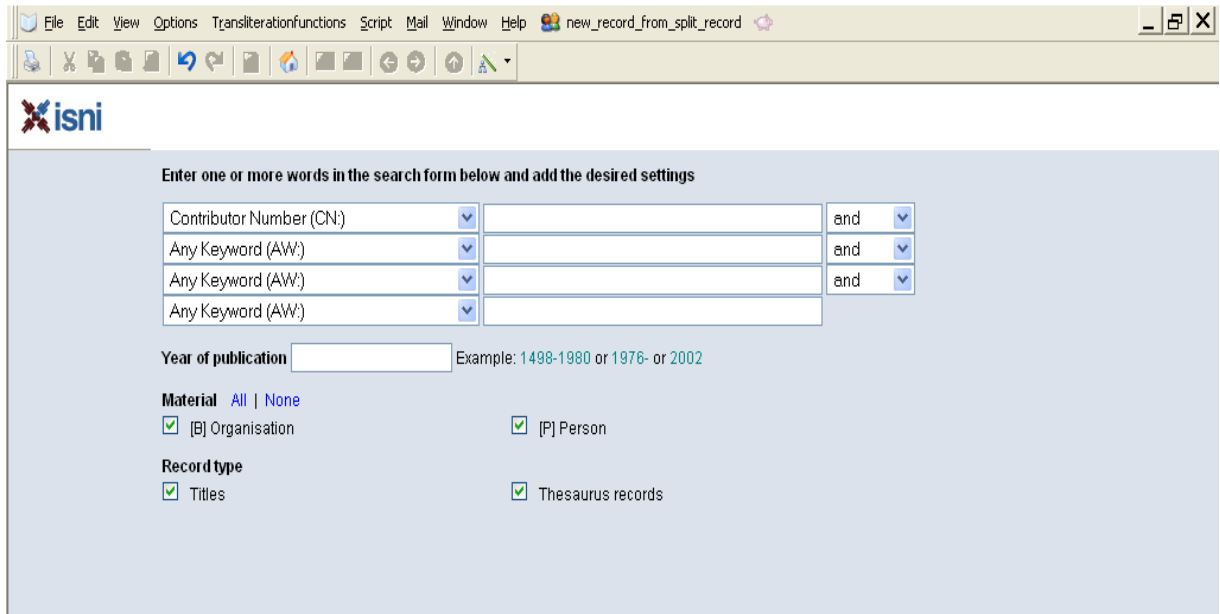 File Edit View Options Transliterationfunctions Script Mail Window Help new_record_from_split_record
isni
Enter one or more words in the search form below and add the desired settings
Contributor Number (CN:) and
Any Keyword (AW:) and
Any Keyword (AW:) and
Any Keyword (AW:)
Year of publication Example: 1498-1980 or 1976- or 2002
Material All | None
[B] Organisation [P] Person
Record type
Titles Thesaurus records